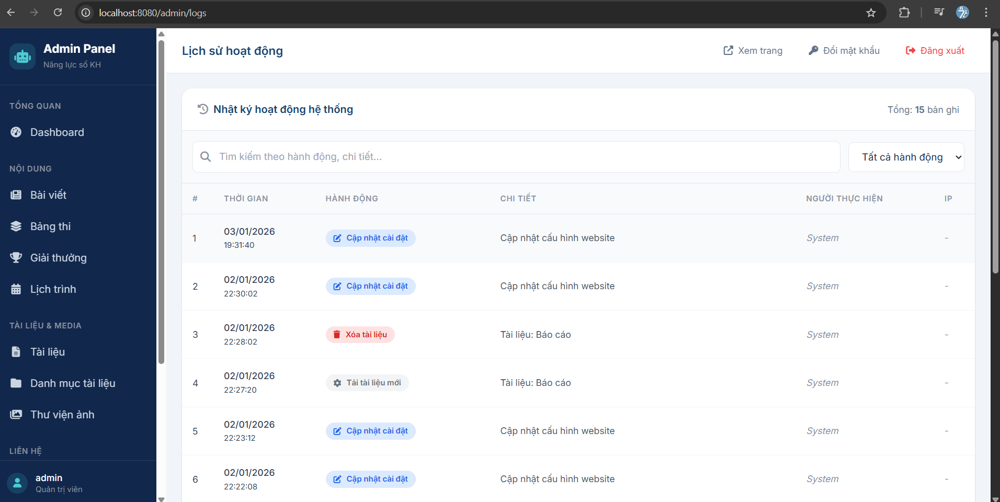 localhost:8080/admin/logs
Admin Panel
Năng lực số KH
TỔNG QUAN
Dashboard
NỘI DUNG
Bài viết
Bảng thi
Giải thưởng
Lịch trình
TÀI LIỆU & MEDIA
Tài liệu
Danh mục tài liệu
Thư viện ảnh
LIÊN HỆ
admin
Quản trị viên
Lịch sử hoạt động
Xem trang
Đổi mật khẩu
Đăng xuất
Nhật ký hoạt động hệ thống
Tổng: 15 bản ghi
Tìm kiếm theo hành động, chi tiết...
Tất cả hành động
# THỜI GIAN HÀNH ĐỘNG CHI TIẾT NGƯỜI THỰC HIỆN IP
1 03/01/2026 Cập nhật cài đặt Cập nhật cấu hình website System -
19:31:40
2 02/01/2026 Cập nhật cài đặt Cập nhật cấu hình website System -
22:30:02
3 02/01/2026 Xóa tài liệu Tài liệu: Báo cáo System -
22:28:02
4 02/01/2026 Tải tài liệu mới Tài liệu: Báo cáo System -
22:27:20
5 02/01/2026 Cập nhật cài đặt Cập nhật cấu hình website System -
22:23:12
6 02/01/2026 Cập nhật cài đặt Cập nhật cấu hình website System -
22:22:08